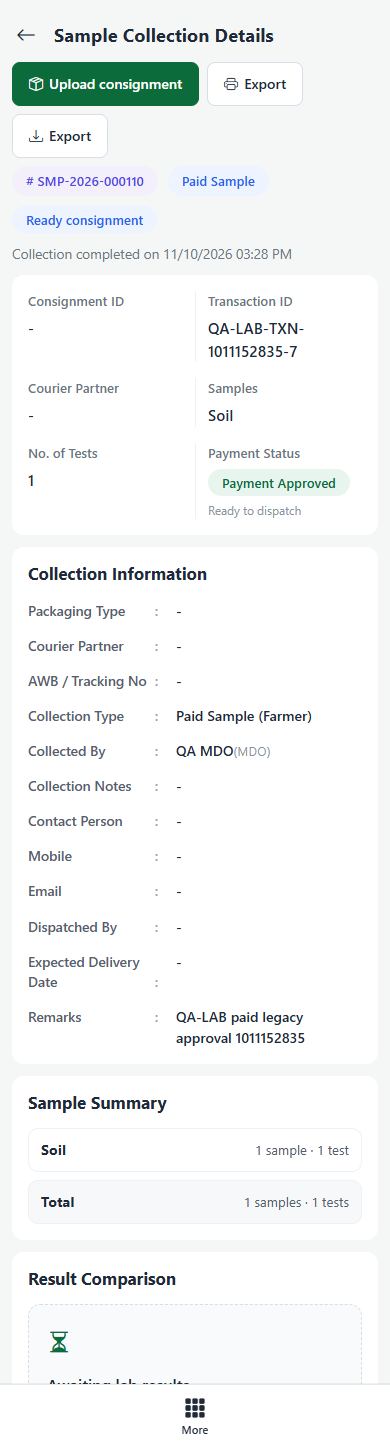 Sample Collection Details
Upload consignment
Export
Export
# SMP-2026-000110
Paid Sample
Ready consignment
Collection completed on 11/10/2026 03:28 PM
Consignment ID
-
Transaction ID
QA-LAB-TXN-
1011152835-7
Courier Partner
-
Samples
Soil
No. of Tests
1
Payment Status
Payment Approved
Ready to dispatch
Collection Information
Packaging Type : -
Courier Partner : -
AWB / Tracking No : -
Collection Type : Paid Sample (Farmer)
Collected By : QA MDO(MDO)
Collection Notes : -
Contact Person : -
Mobile : -
Email : -
Dispatched By : -
Expected Delivery -
Date :
Remarks : QA-LAB paid legacy
approval 1011152835
Sample Summary
Soil 1 sample · 1 test
Total 1 samples · 1 tests
Result Comparison
Awaiting lab results
More